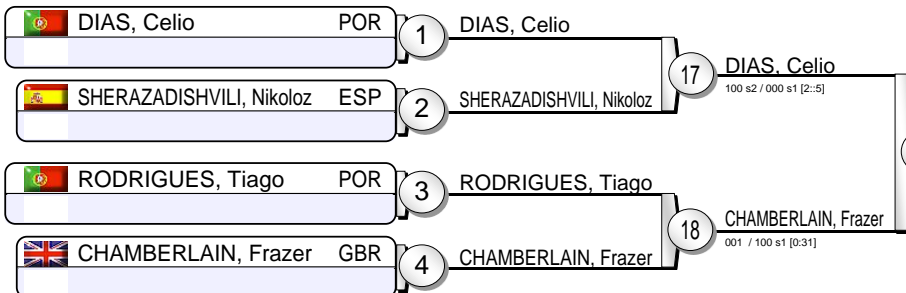 DIAS, Celio POR
1
DIAS, Celio
SHERAZADISHVILI, Nikoloz ESP
2
SHERAZADISHVILI, Nikoloz
17
DIAS, Celio
100 s2 / 000 s1 [2::5]
RODRIGUES, Tiago POR
3
RODRIGUES, Tiago
CHAMBERLAIN, Frazer GBR
4
CHAMBERLAIN, Frazer
18
CHAMBERLAIN, Frazer
001 / 100 s1 [0:31]